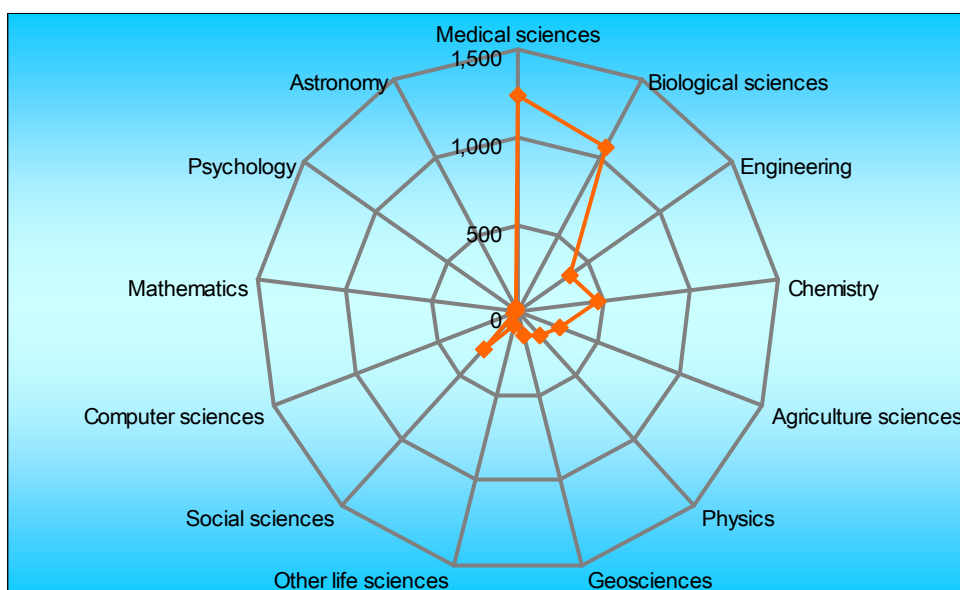 Medical sciences
1,500
Astronomy
Biological sciences
1,000
Psychology
Engineering
500
Mathematics
Chemistry
0
Computer sciences
Agriculture sciences
Social sciences
Physics
Other life sciences
Geosciences